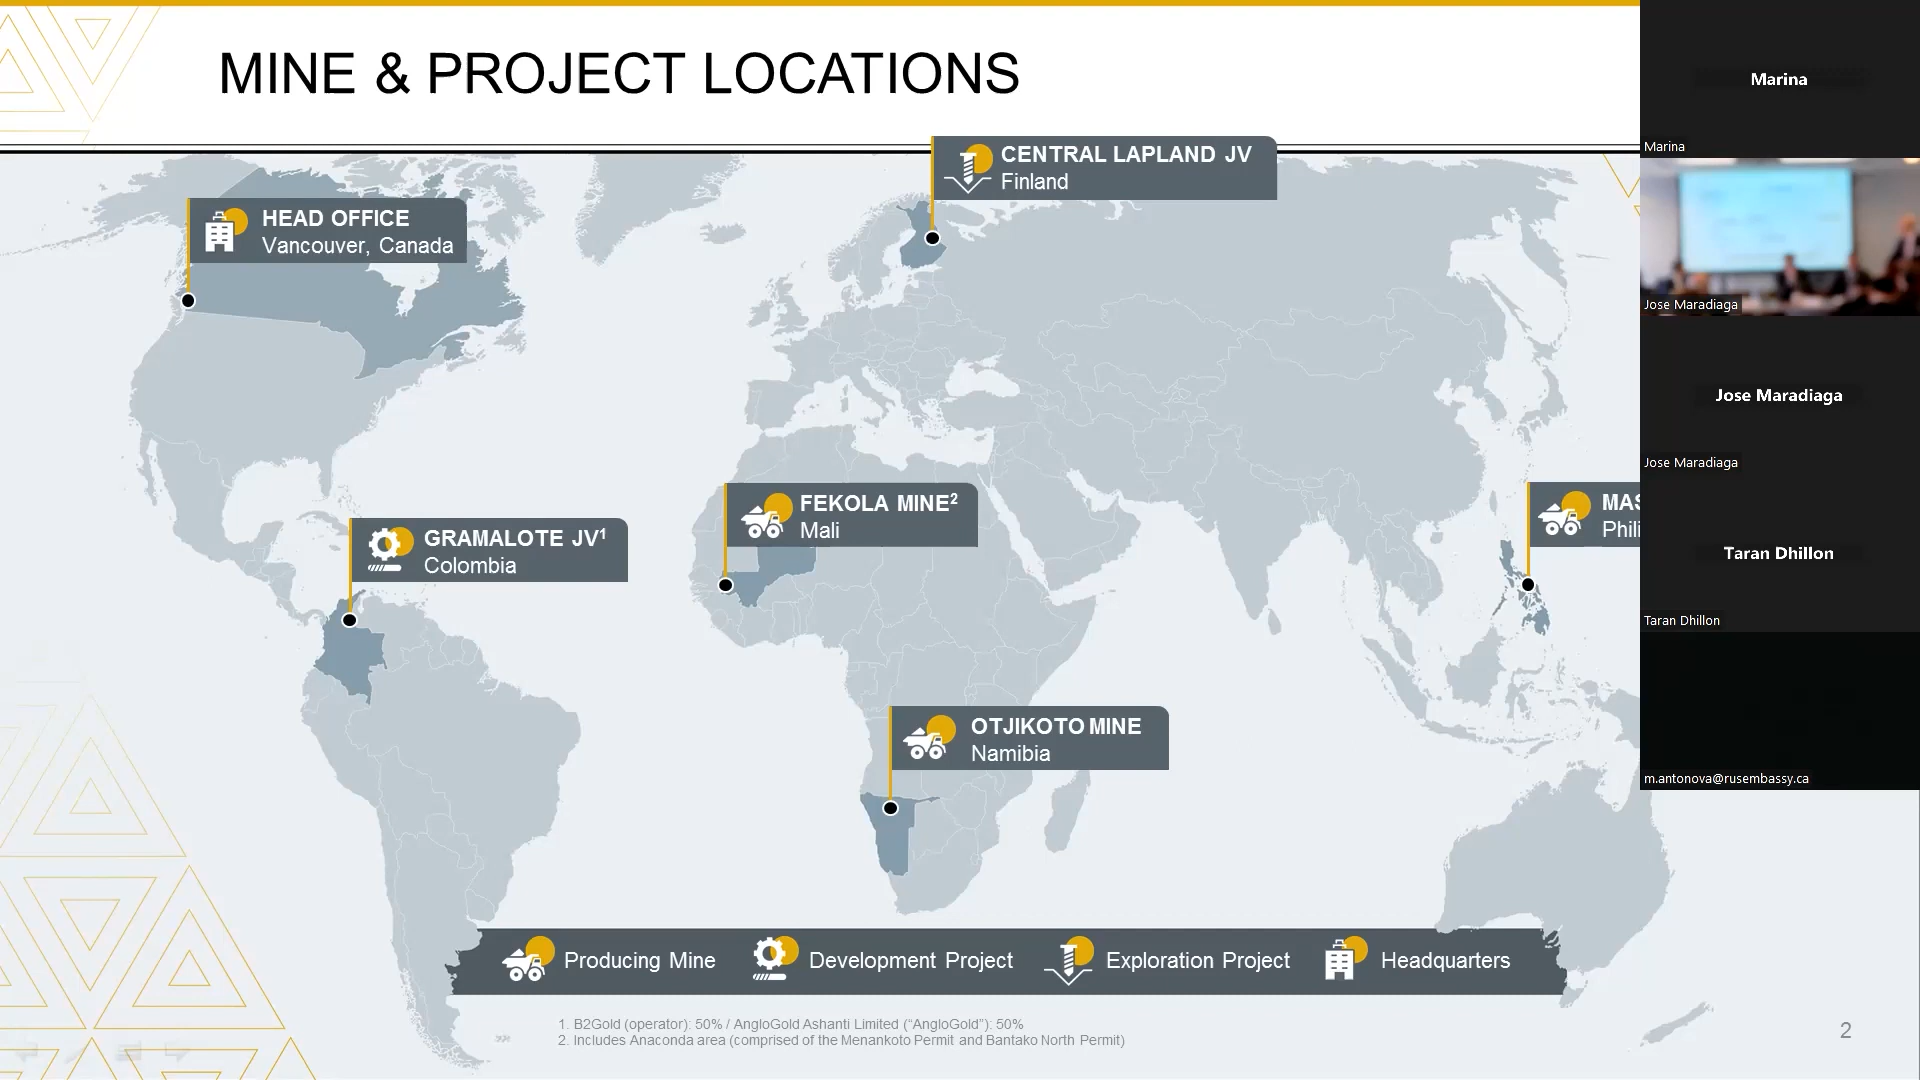 MINE & PROJECT LOCATIONS
CENTRAL LAPLAND JV
Finland
HEAD OFFICE
Vancouver, Canada
FEKOLA MINE²
Mali
MAS
Phili
GRAMALOTE JV¹
Colombia
OTJIKOTO MINE
Namibia
Producing Mine
Development Project
Exploration Project
Headquarters
1. B2Gold (operator): 50% / AngloGold Ashanti Limited (“AngloGold”): 50%
2. Includes Anaconda area (comprised of the Menankoto Permit and Bantako North Permit)
2
Marina
Marina
Jose Maradiaga
Jose Maradiaga
Jose Maradiaga
Taran Dhillon
Taran Dhillon
m.antonova@rusembassy.ca